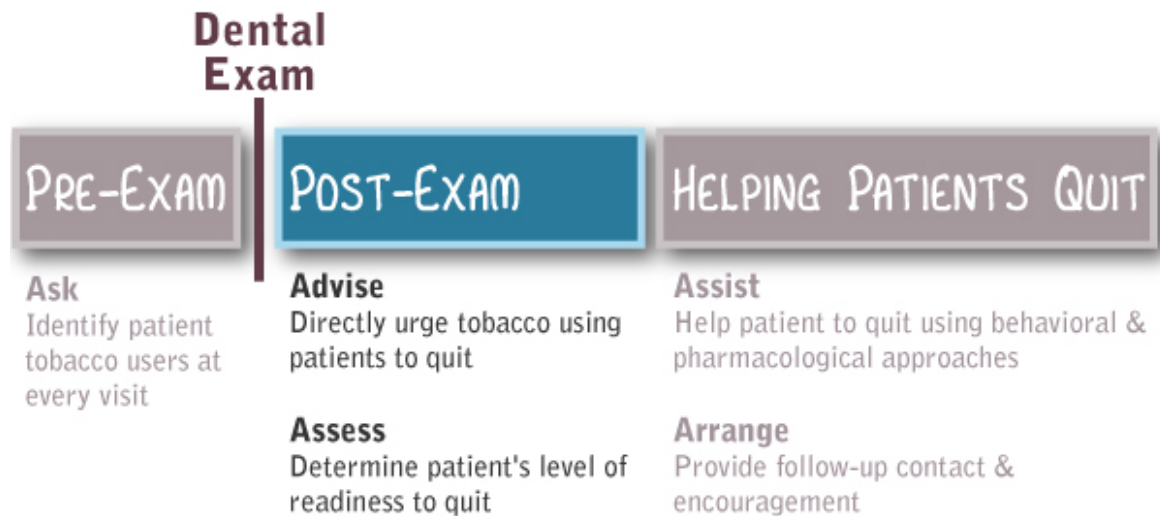 Dental
Exam
PRE-EXAM
Ask
Identify patient
tobacco users at
every visit
POST-EXAM
Advise
Directly urge tobacco using
patients to quit
Assess
Determine patient's level of
readiness to quit
HELPING PATIENTS QUIT
Assist
Help patient to quit using behavioral &
pharmacological approaches
Arrange
Provide follow-up contact &
encouragement